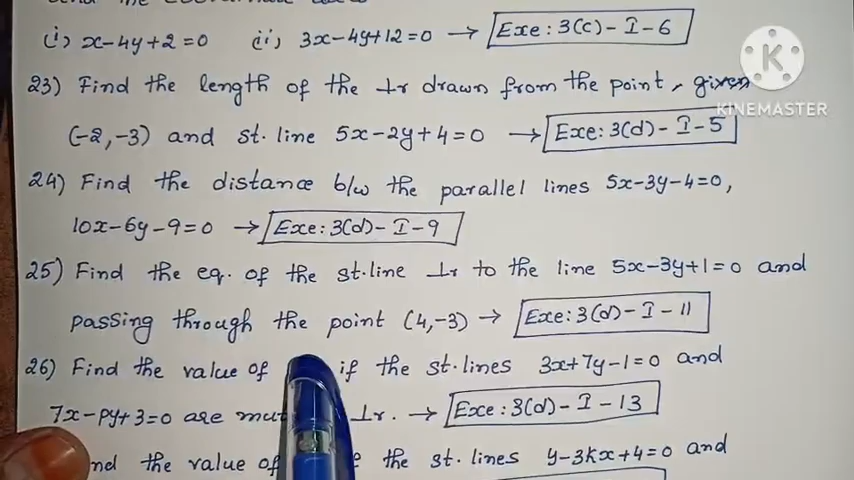 (i) x-4y+2=0 (ii) 3x-4y+12=0 → Exe: 3(c)-I-6
K
KINEMASTER
23) Find the length of the ⊥r drawn from the point, given
(-2,-3) and st. line 5x-2y+4=0 → Exe: 3(d)-I-5
24) Find the distance b/w the parallel lines 5x-3y-4=0,
10x-6y-9=0 → Exe: 3(d)-I-9
25) Find the eq. of the st.line ⊥r to the line 5x-3y+1=0 and
passing through the point (4,-3) → Exe: 3(d)-I-11
26) Find the value of if the st.lines 3x+7y-1=0 and
7x-py+3=0 are ⊥r. → Exe: 3(d)-I-13
the value the st.lines y-3kx+4=0 and